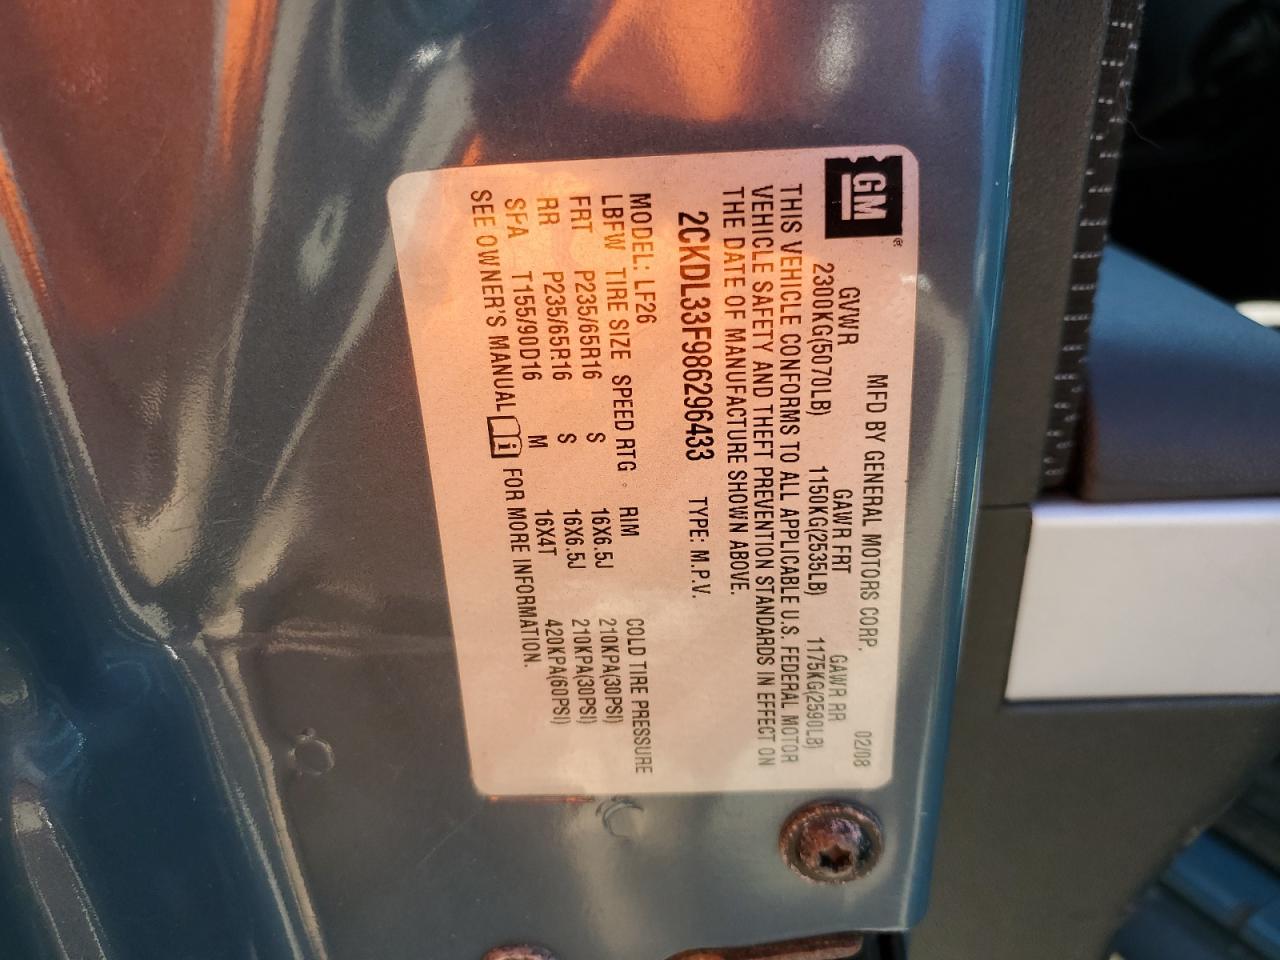 GM®
MFD BY GENERAL MOTORS CORP. 02/08
GVWR GAWR FRT GAWR RR
2300KG(5070LB) 1150KG(2535LB) 1175KG(2590LB)
THIS VEHICLE CONFORMS TO ALL APPLICABLE U.S. FEDERAL MOTOR
VEHICLE SAFETY AND THEFT PREVENTION STANDARDS IN EFFECT ON
THE DATE OF MANUFACTURE SHOWN ABOVE.
2CKDL33F986296433 TYPE: M.P.V.
MODEL: LF26
LBFW TIRE SIZE SPEED RTG RIM COLD TIRE PRESSURE
FRT P235/65R16 S 16X6.5J 210KPA(30PSI)
RR P235/65R16 S 16X6.5J 210KPA(30PSI)
SPA T155/90D16 M 16X4T 420KPA(60PSI)
SEE OWNER'S MANUAL i FOR MORE INFORMATION.